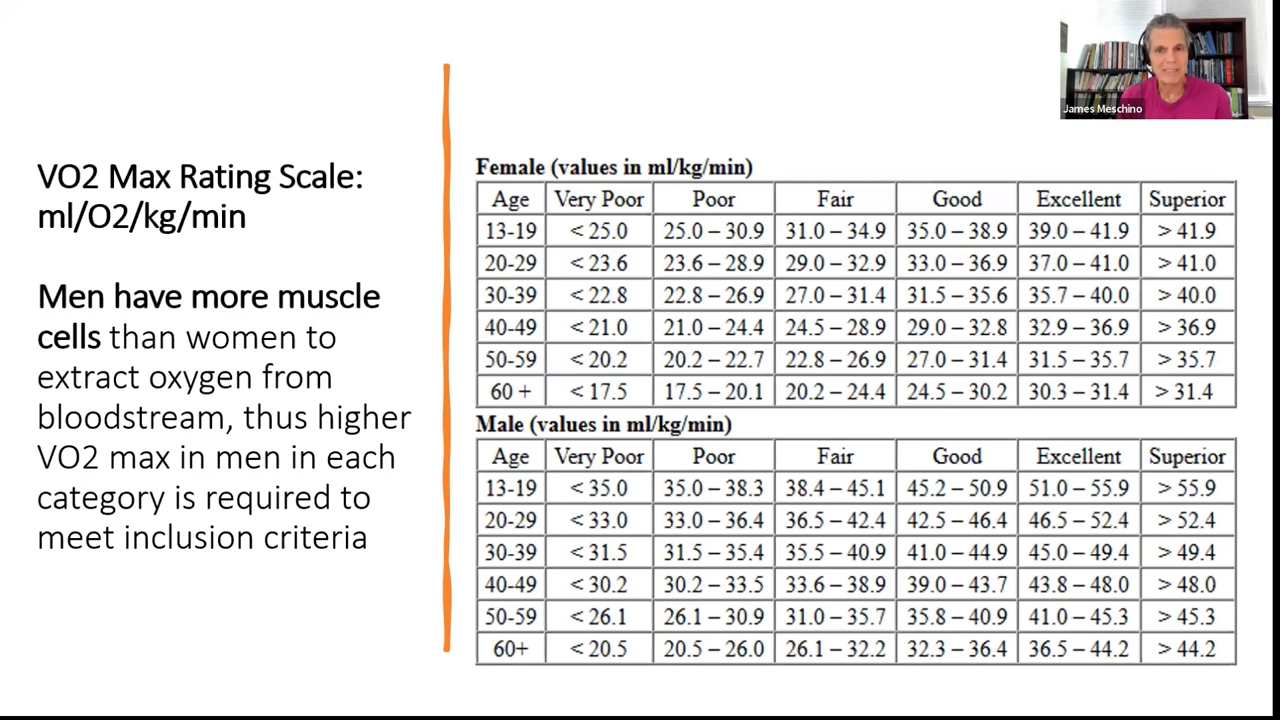 James Meschino
VO2 Max Rating Scale:
ml/O2/kg/min
Men have more muscle
cells than women to
extract oxygen from
bloodstream, thus higher
VO2 max in men in each
category is required to
meet inclusion criteria
Female (values in ml/kg/min)
Age Very Poor Poor Fair Good Excellent Superior
13-19 < 25.0 25.0 – 30.9 31.0 – 34.9 35.0 – 38.9 39.0 – 41.9 > 41.9
20-29 < 23.6 23.6 – 28.9 29.0 – 32.9 33.0 – 36.9 37.0 – 41.0 > 41.0
30-39 < 22.8 22.8 – 26.9 27.0 – 31.4 31.5 – 35.6 35.7 – 40.0 > 40.0
40-49 < 21.0 21.0 – 24.4 24.5 – 28.9 29.0 – 32.8 32.9 – 36.9 > 36.9
50-59 < 20.2 20.2 – 22.7 22.8 – 26.9 27.0 – 31.4 31.5 – 35.7 > 35.7
60 + < 17.5 17.5 – 20.1 20.2 – 24.4 24.5 – 30.2 30.3 – 31.4 > 31.4
Male (values in ml/kg/min)
Age Very Poor Poor Fair Good Excellent Superior
13-19 < 35.0 35.0 – 38.3 38.4 – 45.1 45.2 – 50.9 51.0 – 55.9 > 55.9
20-29 < 33.0 33.0 – 36.4 36.5 – 42.4 42.5 – 46.4 46.5 – 52.4 > 52.4
30-39 < 31.5 31.5 – 35.4 35.5 – 40.9 41.0 – 44.9 45.0 – 49.4 > 49.4
40-49 < 30.2 30.2 – 33.5 33.6 – 38.9 39.0 – 43.7 43.8 – 48.0 > 48.0
50-59 < 26.1 26.1 – 30.9 31.0 – 35.7 35.8 – 40.9 41.0 – 45.3 > 45.3
60+ < 20.5 20.5 – 26.0 26.1 – 32.2 32.3 – 36.4 36.5 – 44.2 > 44.2